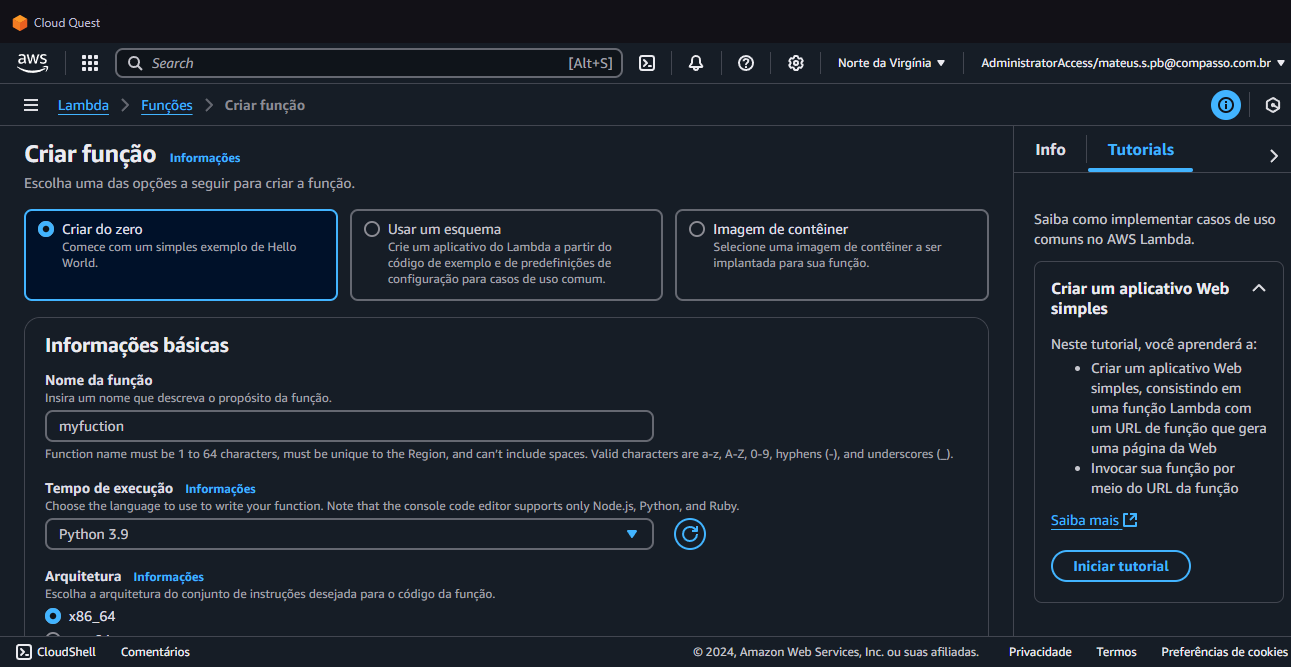 Cloud Quest
aws
Search [Alt+S]
Norte da Virgínia
AdministratorAccess/mateus.s.pb@compasso.com.br
Lambda
Funções
Criar função
Criar função Informações
Escolha uma das opções a seguir para criar a função.
Criar do zero
Comece com um simples exemplo de Hello
World.
Usar um esquema
Crie um aplicativo do Lambda a partir do
código de exemplo e de predefinições de
configuração para casos de uso comum.
Imagem de contêiner
Selecione uma imagem de contêiner a ser
implantada para sua função.
Informações básicas
Nome da função
Insira um nome que descreva o propósito da função.
myfuction
Function name must be 1 to 64 characters, must be unique to the Region, and can't include spaces. Valid characters are a-z, A-Z, 0-9, hyphens (-), and underscores (_).
Tempo de execução Informações
Choose the language to use to write your function. Note that the console code editor supports only Node.js, Python, and Ruby.
Python 3.9
Arquitetura Informações
Escolha a arquitetura do conjunto de instruções desejada para o código da função.
x86_64
Info
Tutorials
Saiba como implementar casos de uso
comuns no AWS Lambda.
Criar um aplicativo Web
simples
Neste tutorial, você aprenderá a:
• Criar um aplicativo Web
simples, consistindo em
uma função Lambda com
um URL de função que gera
uma página da Web
• Invocar sua função por
meio do URL da função
Saiba mais
Iniciar tutorial
CloudShell
Comentários
© 2024, Amazon Web Services, Inc. ou suas afiliadas.
Privacidade
Termos
Preferências de cookies